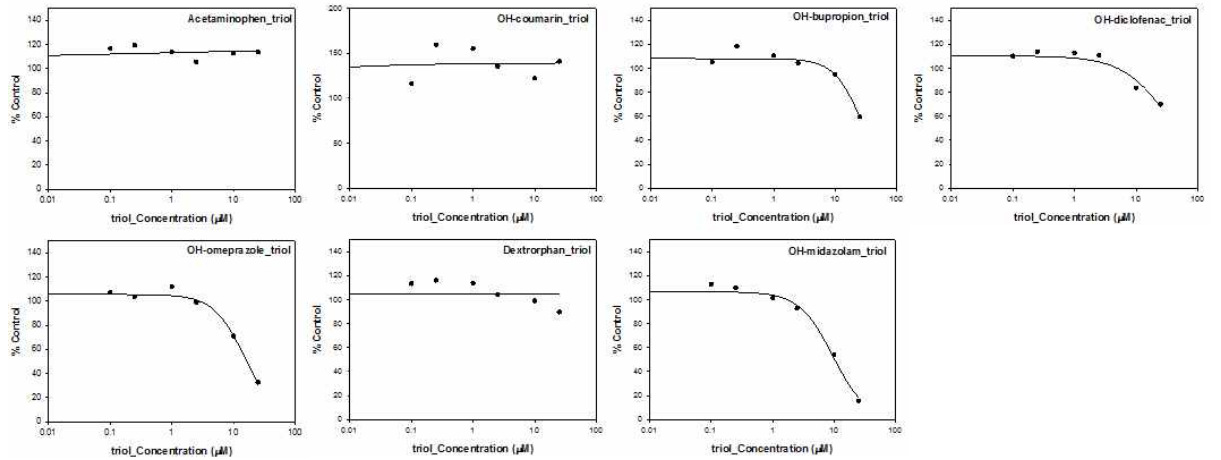 Acetaminophen_triol
% Control
140
120
100
80
60
40
20
0
0.01 0.1 1 10 100
triol_Concentration (µM)
OH-coumarin_triol
% Control
200
150
100
50
0
0.01 0.1 1 10 100
triol_Concentration (µM)
OH-bupropion_triol
% Control
140
120
100
80
60
40
20
0
0.01 0.1 1 10 100
triol_Concentration (µM)
OH-diclofenac_triol
% Control
140
120
100
80
60
40
20
0
0.01 0.1 1 10 100
triol_Concentration (µM)
OH-omeprazole_triol
% Control
140
120
100
80
60
40
20
0
0.01 0.1 1 10 100
triol_Concentration (µM)
Dextrorphan_triol
% Control
140
120
100
80
60
40
20
0
0.01 0.1 1 10 100
triol_Concentration (µM)
OH-midazolam_triol
% Control
140
120
100
80
60
40
20
0
0.01 0.1 1 10 100
triol_Concentration (µM)